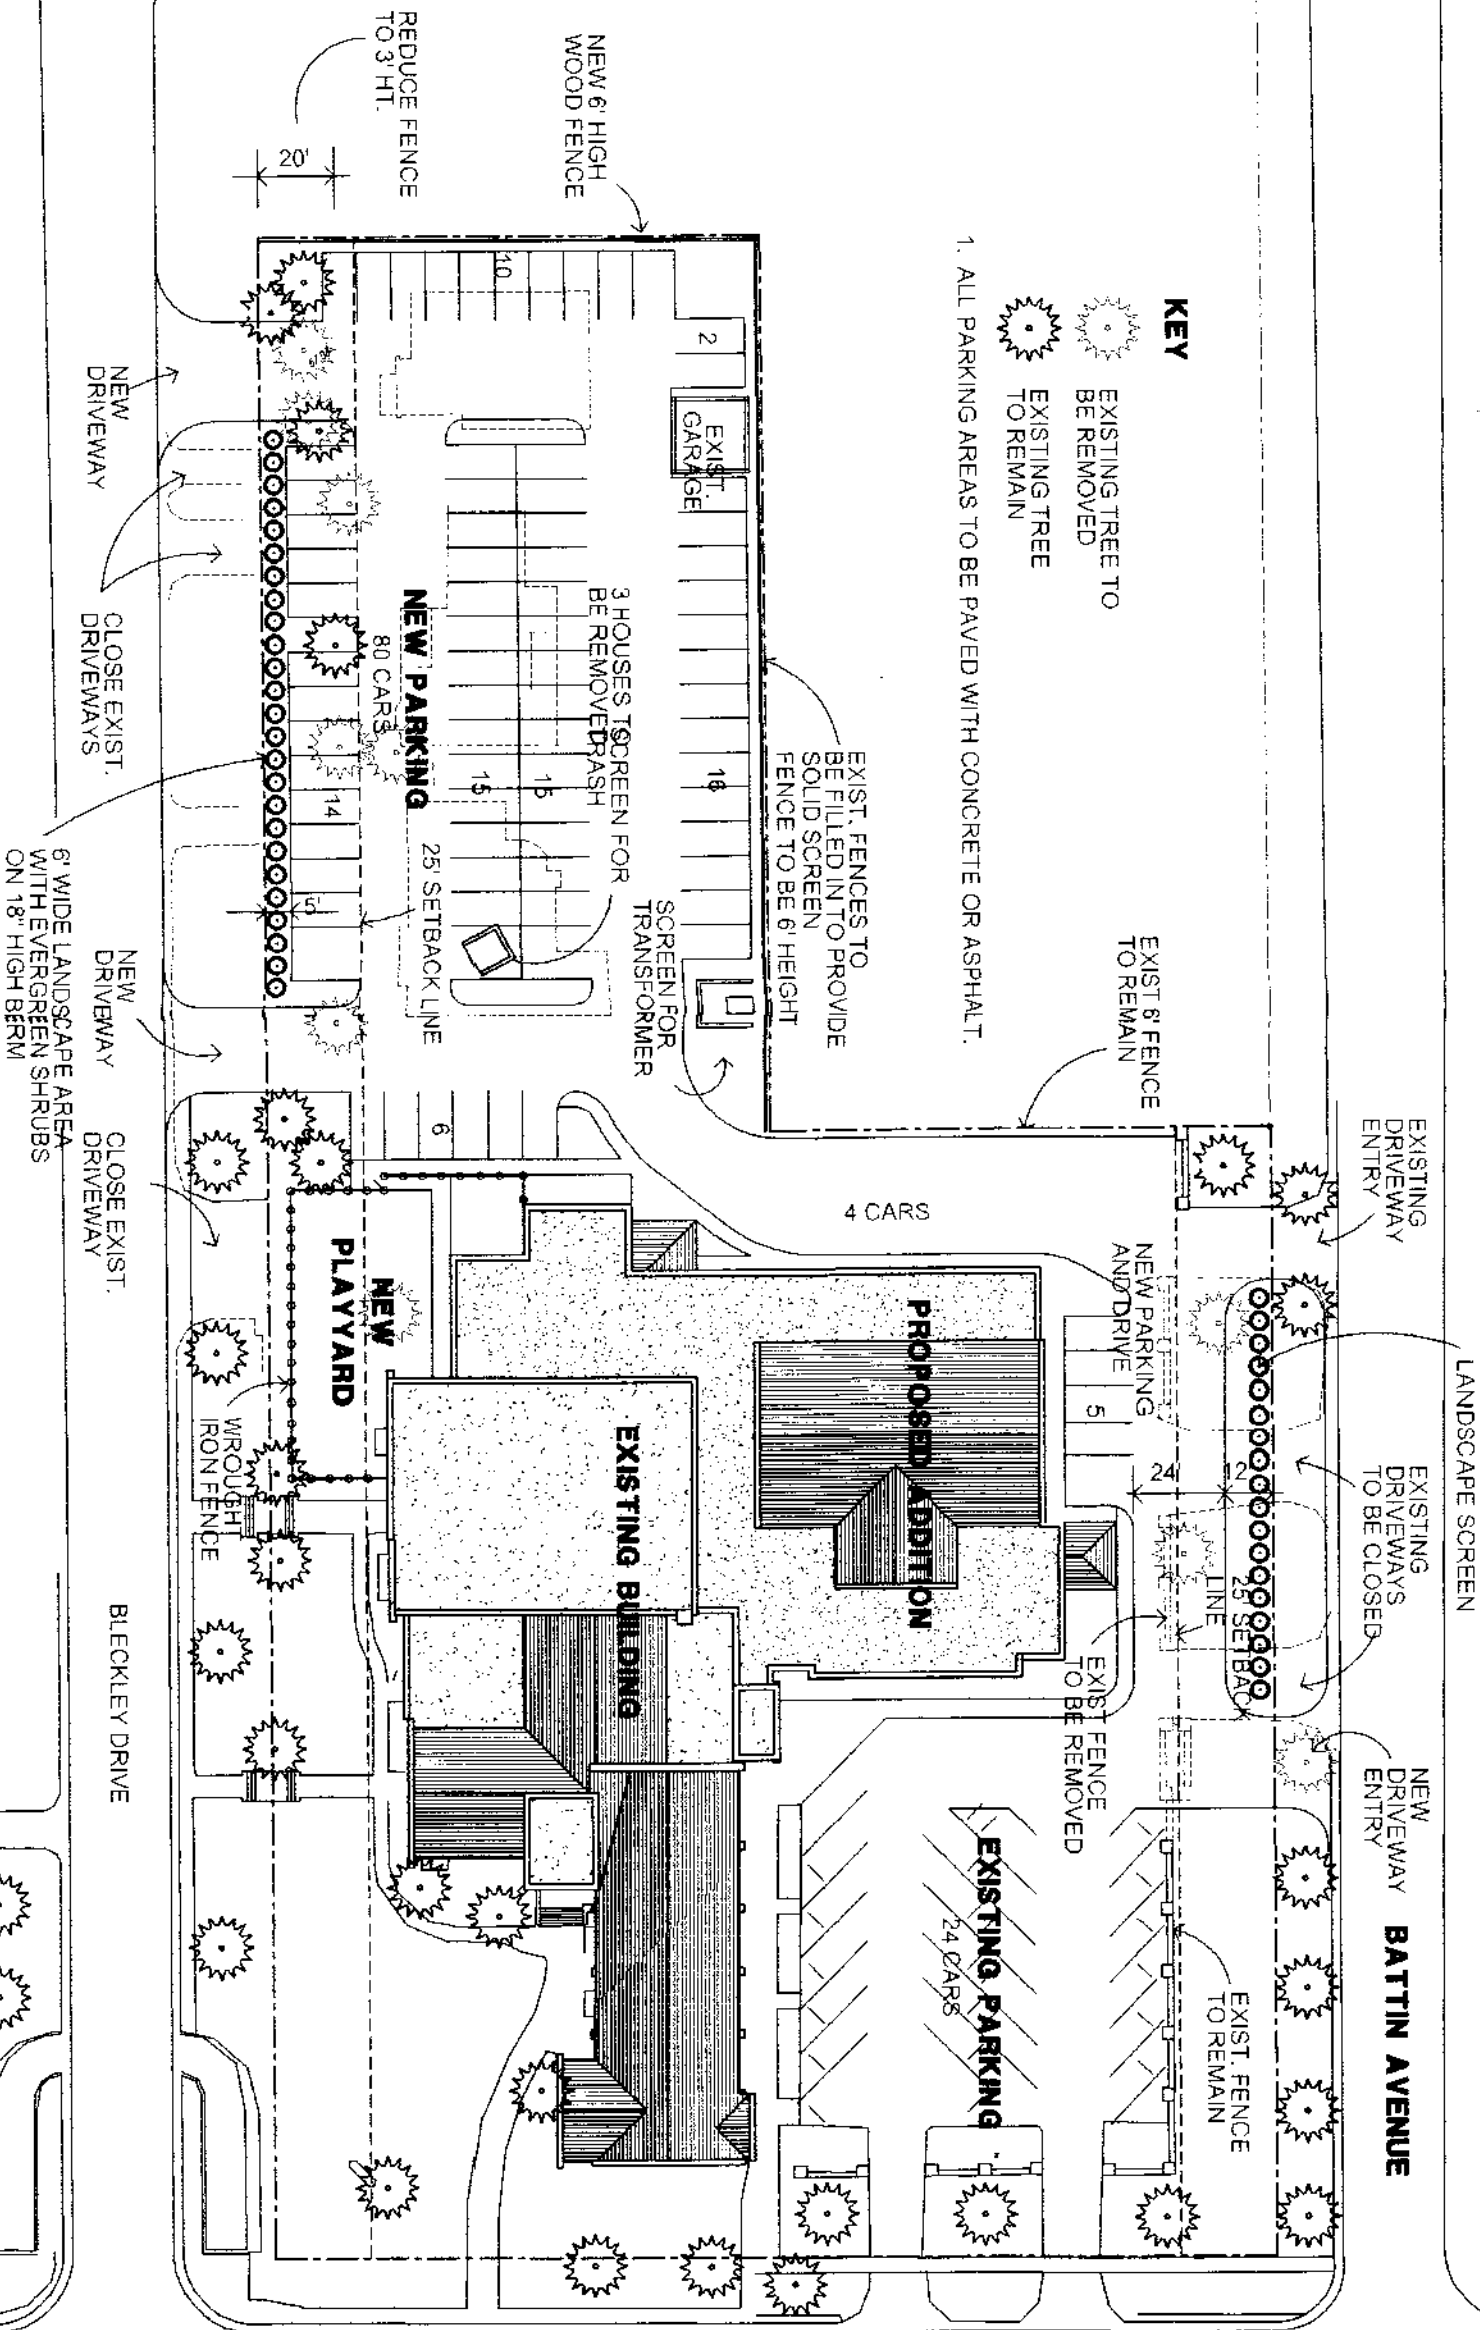 KEY
EXISTING TREE TO
BE REMOVED
EXISTING TREE
TO REMAIN
1. ALL PARKING AREAS TO BE PAVED WITH CONCRETE OR ASPHALT.
LANDSCAPE SCREEN
EXISTING
DRIVEWAY
ENTRY
EXISTING
DRIVEWAYS
TO BE CLOSED
NEW
DRIVEWAY
ENTRY
BATTIN AVENUE
EXIST 6' FENCE
TO REMAIN
NEW PARKING
AND DRIVE
5
24
12
25' SETBACK
LINE
EXIST FENCE
TO BE REMOVED
EXIST. FENCE
TO REMAIN
4 CARS
PROPOSED ADDITION
EXISTING PARKING
24 CARS
NEW 6' HIGH
WOOD FENCE
REDUCE FENCE
TO 3' HT.
20'
10
2
EXIST.
GARAGE
EXIST. FENCES TO
BE FILLED IN TO PROVIDE
SOLID SCREEN
FENCE TO BE 6' HEIGHT
16
3 HOUSES TO
BE REMOVED
SCREEN FOR
TRASH
SCREEN FOR
TRANSFORMER
15
15
NEW PARKING
80 CARS
14
25' SETBACK LINE
5'
6
EXISTING BUILDING
NEW
PLAYYARD
WROUGHT
IRON FENCE
NEW
DRIVEWAY
CLOSE EXIST.
DRIVEWAYS
NEW
DRIVEWAY
CLOSE EXIST.
DRIVEWAY
BLECKLEY DRIVE
6' WIDE LANDSCAPE AREA
WITH EVERGREEN SHRUBS
ON 18" HIGH BERM